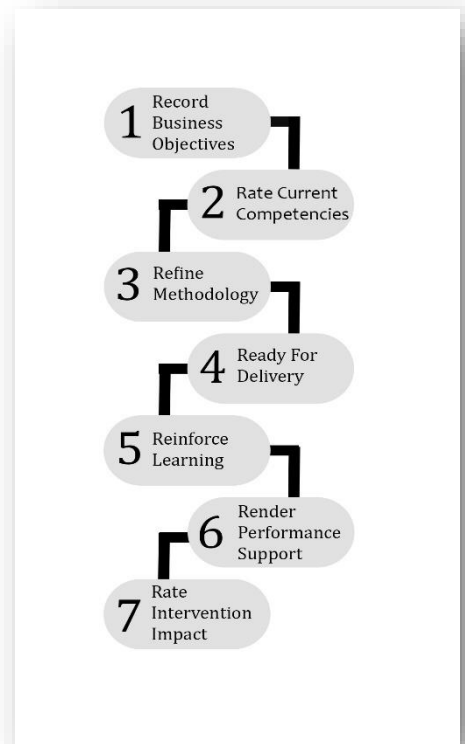 1 Record
Business
Objectives
2 Rate Current
Competencies
3 Refine
Methodology
4 Ready For
Delivery
5 Reinforce
Learning
6 Render
Performance
Support
7 Rate
Intervention
Impact